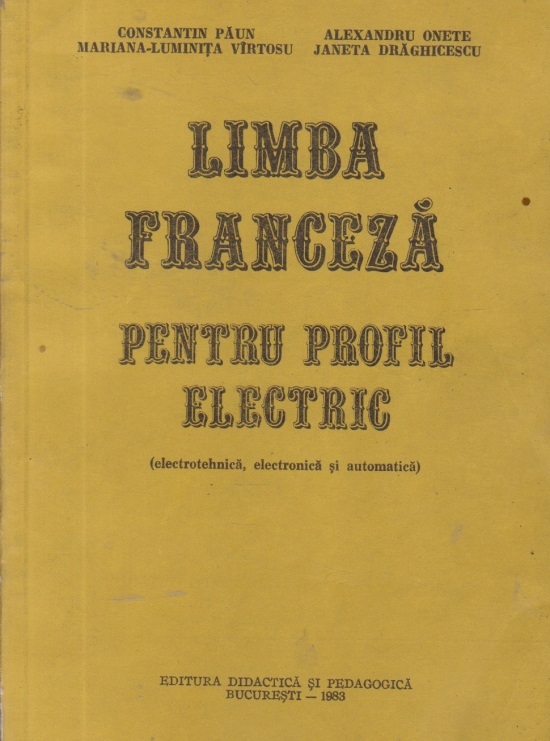 CONSTANTIN PĂUN ALEXANDRU ONETE
MARIANA-LUMINIȚA VÎRTOSU JANETA DRĂGHICESCU
LIMBA
FRANCEZĂ
PENTRU PROFIL
ELECTRIC
(electrotehnică, electronică și automatică)
EDITURA DIDACTICĂ ȘI PEDAGOGICĂ
BUCUREȘTI — 1983